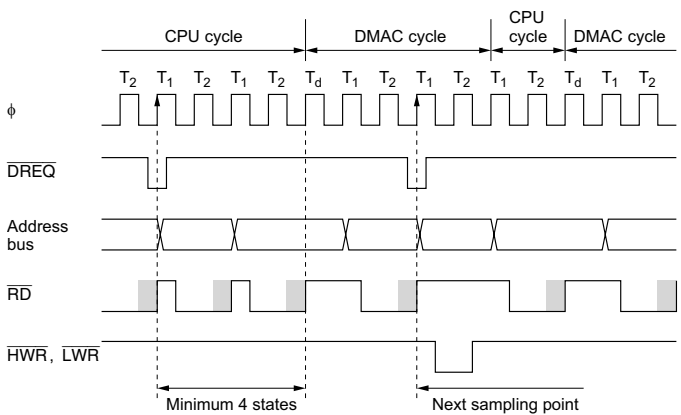 CPU cycle DMAC cycle CPU cycle DMAC cycle
T2 T1 T2 T1 T2 Td T1 T2 T1 T2 T1 T2 Td T1 T2
φ
DREQ
Address
bus
RD
HWR, LWR
Minimum 4 states Next sampling point